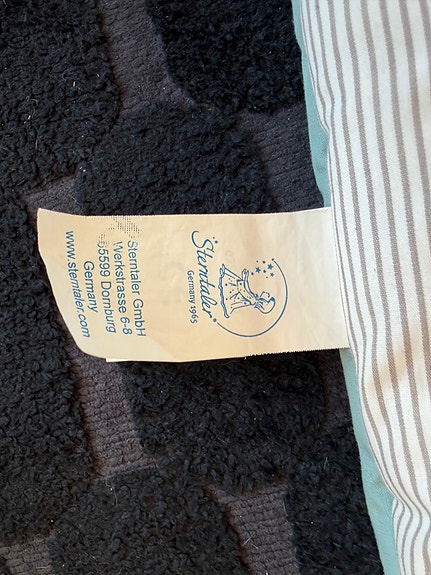 Sterntaler®
Germany 1965
Sterntaler GmbH
Werkstrasse 6-8
65599 Dornburg
Germany
www.sterntaler.com